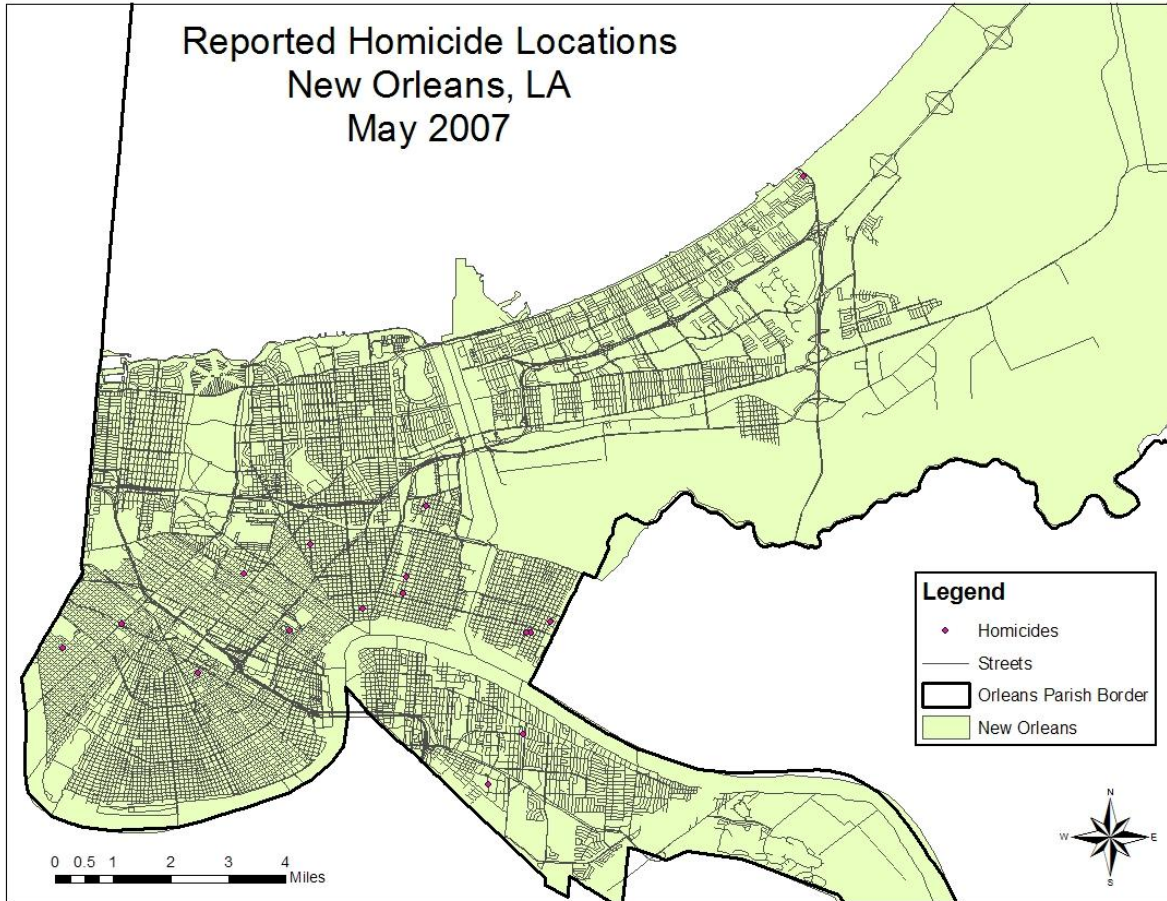 Reported Homicide Locations
New Orleans, LA
May 2007
Legend
Homicides
Streets
Orleans Parish Border
New Orleans
N
W E
S
0 0.5 1 2 3 4
Miles